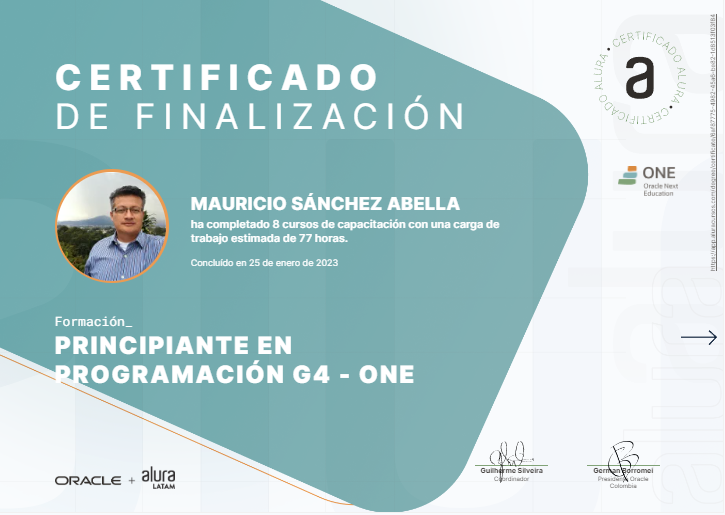 CERTIFICADO
DE FINALIZACIÓN
CERTIFICADO ALURA • CERTIFICADO ALURA •
a
ONE
Oracle Next
Education
MAURICIO SÁNCHEZ ABELLA
ha completado 8 cursos de capacitación con una carga de
trabajo estimada de 77 horas.
Concluído en 25 de enero de 2023
Formación_
PRINCIPIANTE EN
PROGRAMACIÓN G4 - ONE
ORACLE + alura
LATAM
Guilherme Silveira
Coordinador
German Borromei
Presidente Oracle
Colombia